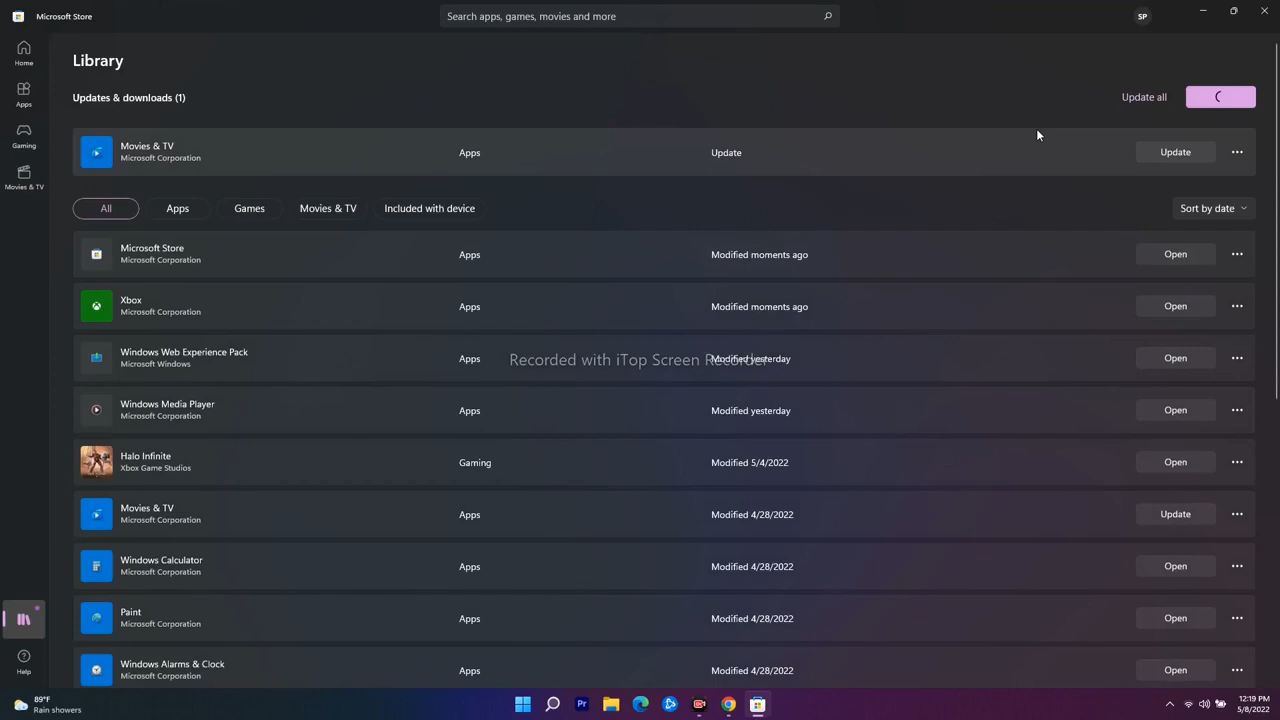 Microsoft Store
Search apps, games, movies and more
SP
Home
Apps
Gaming
Movies & TV
Library
Updates & downloads (1)
Update all
Movies & TV
Microsoft Corporation
Apps
Update
Update
All
Apps
Games
Movies & TV
Included with device
Sort by date
Microsoft Store
Microsoft Corporation
Apps
Modified moments ago
Open
Xbox
Microsoft Corporation
Apps
Modified moments ago
Open
Windows Web Experience Pack
Microsoft Windows
Apps
Modified yesterday
Open
Recorded with iTop Screen Recorder
Windows Media Player
Microsoft Corporation
Apps
Modified yesterday
Open
Halo Infinite
Xbox Game Studios
Gaming
Modified 5/4/2022
Open
Movies & TV
Microsoft Corporation
Apps
Modified 4/28/2022
Update
Windows Calculator
Microsoft Corporation
Apps
Modified 4/28/2022
Open
Paint
Microsoft Corporation
Apps
Modified 4/28/2022
Open
Windows Alarms & Clock
Microsoft Corporation
Apps
Modified 4/28/2022
Open
Help
89°F
Rain showers
Pr
12:19 PM
5/8/2022